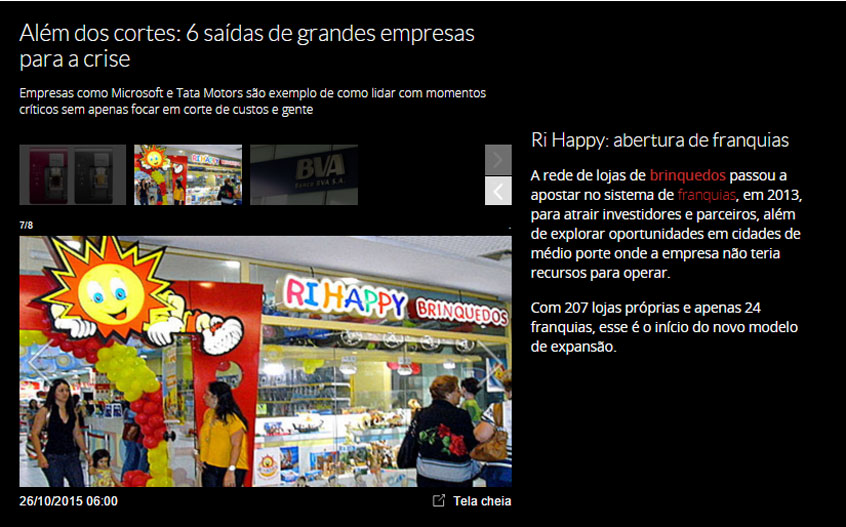 Além dos cortes: 6 saídas de grandes empresas
para a crise
Empresas como Microsoft e Tata Motors são exemplo de como lidar com momentos
críticos sem apenas focar em corte de custos e gente
RI HAPPY BRINQUEDOS
BVA
Banco BVA S.A.
7/8
RI HAPPY BRINQUEDOS
26/10/2015 06:00
Tela cheia
Ri Happy: abertura de franquias
A rede de lojas de brinquedos passou a
apostar no sistema de franquias, em 2013,
para atrair investidores e parceiros, além
de explorar oportunidades em cidades de
médio porte onde a empresa não teria
recursos para operar.
Com 207 lojas próprias e apenas 24
franquias, esse é o início do novo modelo
de expansão.